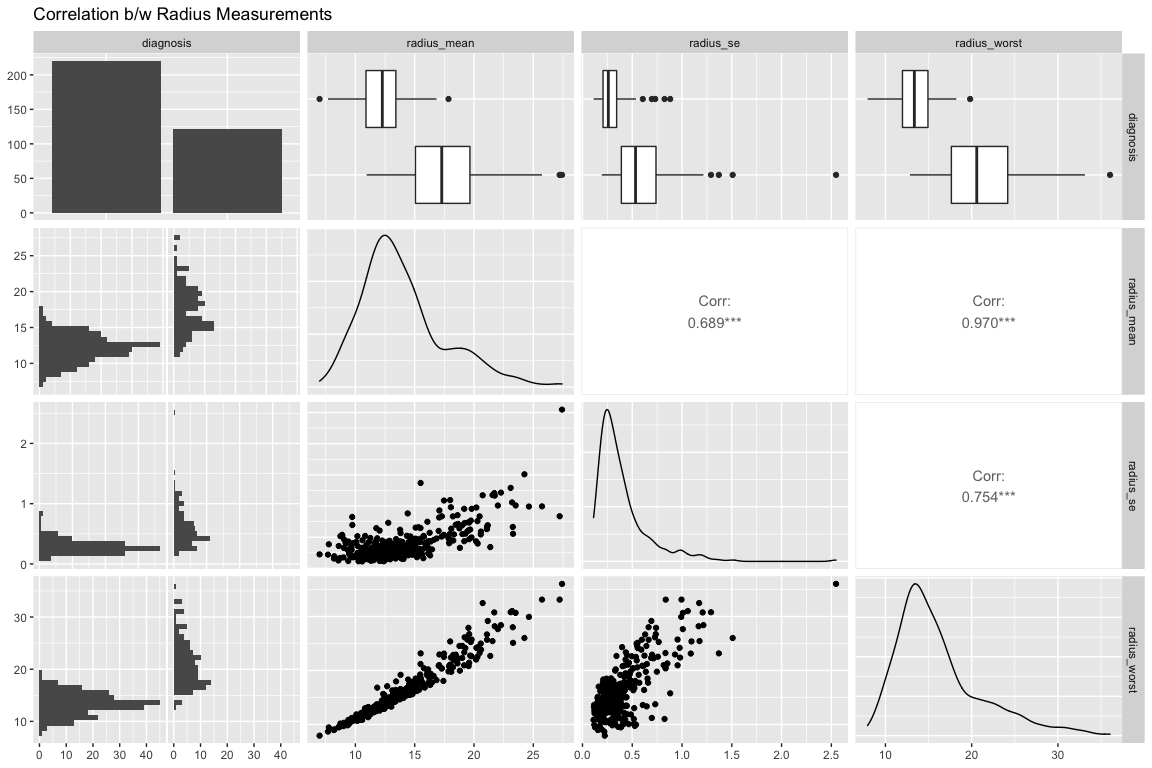 Correlation b/w Radius Measurements
diagnosis radius_mean radius_se radius_worst
200
150
100
50
0
diagnosis
25
20
15
10
Corr:
0.689***
Corr:
0.970***
radius_mean
2
1
0
Corr:
0.754***
radius_se
30
20
10
radius_worst
0 10 20 30 40 0 10 20 30 40 10 15 20 25 0.0 0.5 1.0 1.5 2.0 2.5 10 20 30